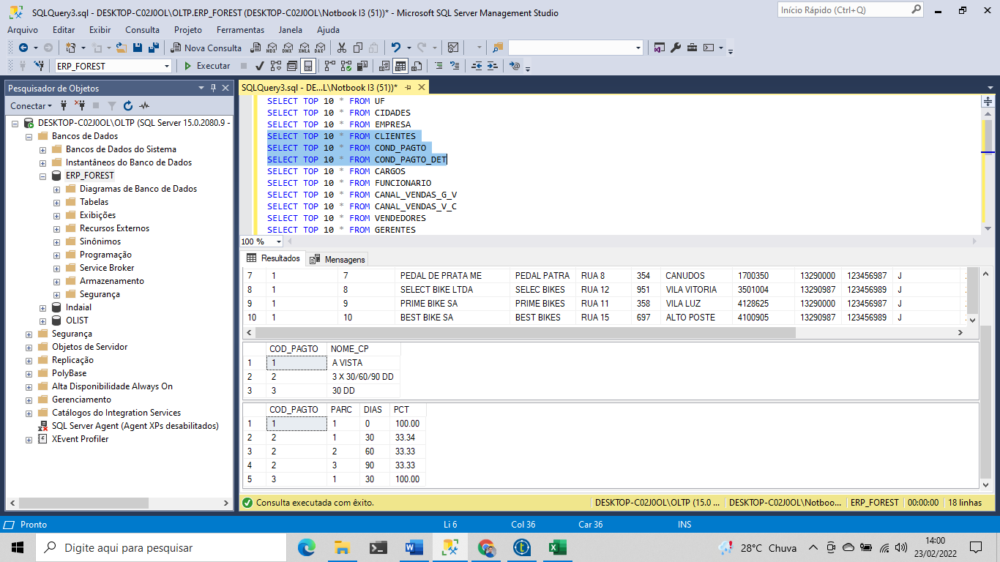 SQLQuery3.sql - DESKTOP-C02J0OL\OLTP.ERP_FOREST (DESKTOP-C02J0OL\Notbook I3 (51))* - Microsoft SQL Server Management Studio
Início Rápido (Ctrl+Q)
Arquivo Editar Exibir Consulta Projeto Ferramentas Janela Ajuda
Nova Consulta MDX DMX XMLA DAX
ERP_FOREST Executar
Pesquisador de Objetos
Conectar
DESKTOP-C02J0OL\OLTP (SQL Server 15.0.2080.9 -
Bancos de Dados
Bancos de Dados do Sistema
Instantâneos do Banco de Dados
ERP_FOREST
Diagramas de Banco de Dados
Tabelas
Exibições
Recursos Externos
Sinônimos
Programação
Service Broker
Armazenamento
Segurança
Indaial
OLIST
Segurança
Objetos de Servidor
Replicação
PolyBase
Alta Disponibilidade Always On
Gerenciamento
Catálogos do Integration Services
SQL Server Agent (Agent XPs desabilitados)
XEvent Profiler
SQLQuery3.sql - DE...L\Notbook I3 (51))*
SELECT TOP 10 * FROM UF
SELECT TOP 10 * FROM CIDADES
SELECT TOP 10 * FROM EMPRESA
SELECT TOP 10 * FROM CLIENTES
SELECT TOP 10 * FROM COND_PAGTO
SELECT TOP 10 * FROM COND_PAGTO_DET
SELECT TOP 10 * FROM CARGOS
SELECT TOP 10 * FROM FUNCIONARIO
SELECT TOP 10 * FROM CANAL_VENDAS_G_V
SELECT TOP 10 * FROM CANAL_VENDAS_V_C
SELECT TOP 10 * FROM VENDEDORES
SELECT TOP 10 * FROM GERENTES
100 %
Resultados Mensagens
7 1 7 PEDAL DE PRATA ME PEDAL PATRA RUA 8 354 CANUDOS 1700350 13290000 123456987 J
8 1 8 SELECT BIKE LTDA SELEC BIKES RUA 12 951 VILA VITORIA 3501004 13290987 123456989 J
9 1 9 PRIME BIKE SA PRIME BIKES RUA 11 358 VILA LUZ 4128625 13290000 123456987 J
10 1 10 BEST BIKE SA BEST BIKES RUA 15 697 ALTO POSTE 4100905 13290987 123456989 J
COD_PAGTO NOME_CP
1 1 A VISTA
2 2 3 X 30/60/90 DD
3 3 30 DD
COD_PAGTO PARC DIAS PCT
1 1 1 0 100.00
2 2 1 30 33.34
3 2 2 60 33.33
4 2 3 90 33.33
5 3 1 30 100.00
Consulta executada com êxito. DESKTOP-C02J0OL\OLTP (15.0 ... DESKTOP-C02J0OL\Notboo... ERP_FOREST 00:00:00 18 linhas
Pronto Li 6 Col 36 Car 36 INS
Digite aqui para pesquisar
28°C Chuva
14:00
23/02/2022